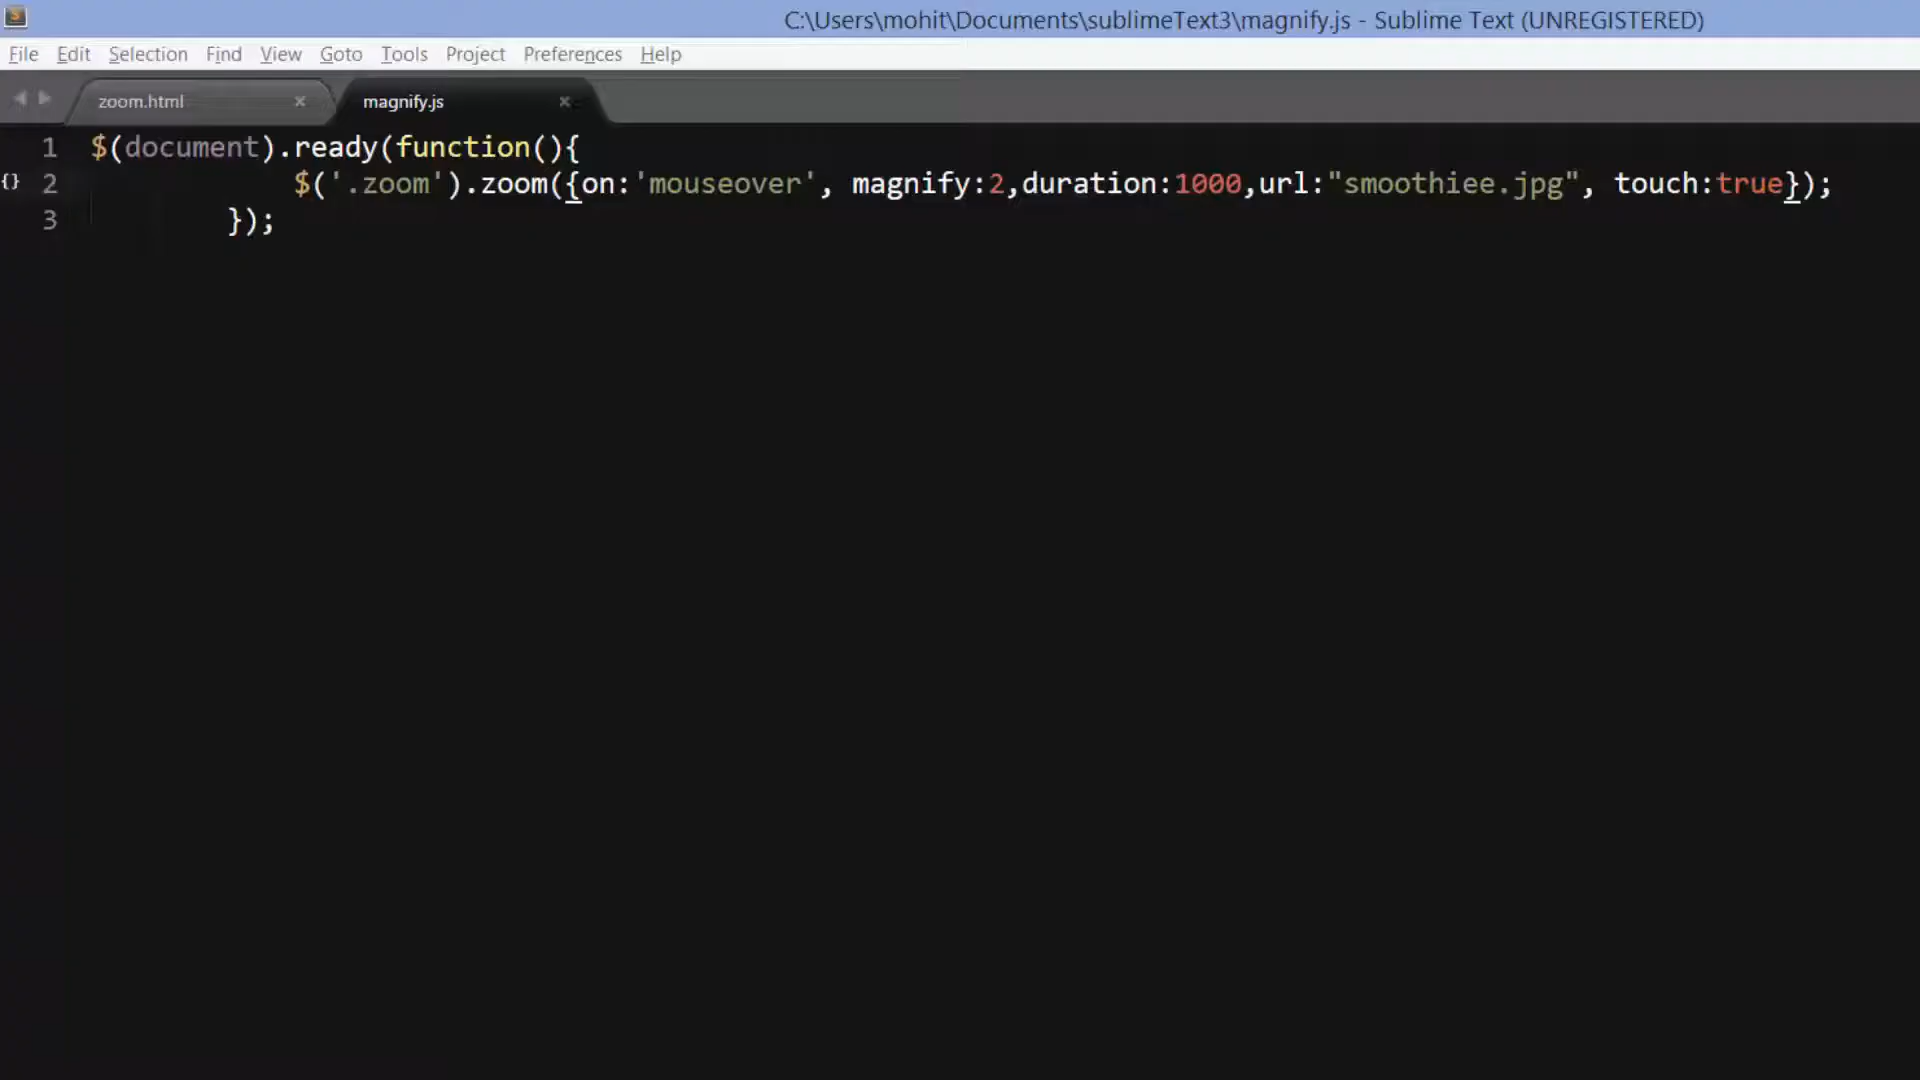 C:\Users\mohit\Documents\sublimeText3\magnify.js - Sublime Text (UNREGISTERED)
File Edit Selection Find View Goto Tools Project Preferences Help
zoom.html × magnify.js ×
1 $(document).ready(function(){
{} 2 $('.zoom').zoom({on:'mouseover', magnify:2,duration:1000,url:"smoothiee.jpg", touch:true});
3 });